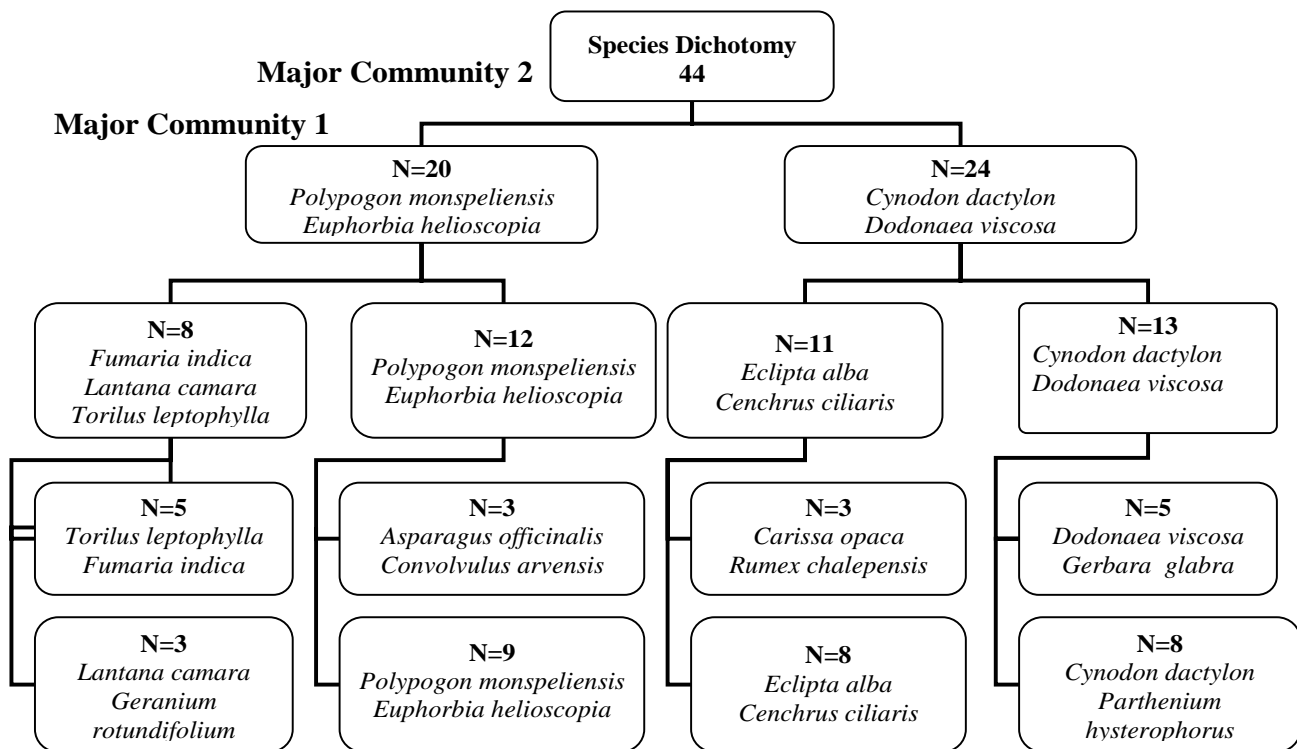 Species Dichotomy
44
Major Community 2
Major Community 1
N=20
Polypogon monspeliensis
Euphorbia helioscopia
N=24
Cynodon dactylon
Dodonaea viscosa
N=8
Fumaria indica
Lantana camara
Torilus leptophylla
N=12
Polypogon monspeliensis
Euphorbia helioscopia
N=11
Eclipta alba
Cenchrus ciliaris
N=13
Cynodon dactylon
Dodonaea viscosa
N=5
Torilus leptophylla
Fumaria indica
N=3
Asparagus officinalis
Convolvulus arvensis
N=3
Carissa opaca
Rumex chalepensis
N=5
Dodonaea viscosa
Gerbara glabra
N=3
Lantana camara
Geranium
rotundifolium
N=9
Polypogon monspeliensis
Euphorbia helioscopia
N=8
Eclipta alba
Cenchrus ciliaris
N=8
Cynodon dactylon
Parthenium
hysterophorus